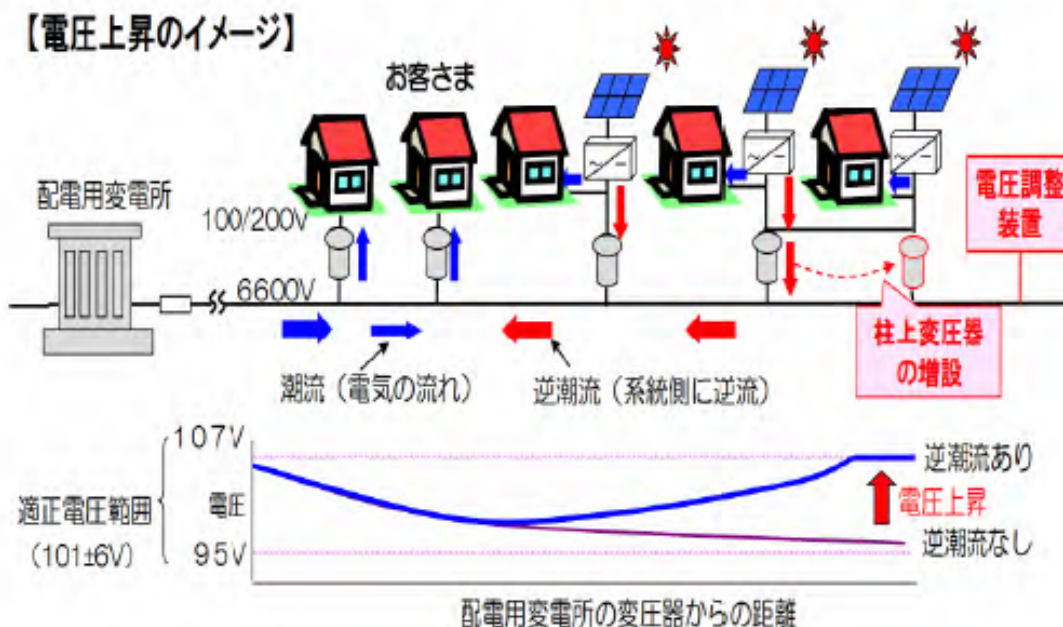 【電圧上昇のイメージ】
お客さま
配電用変電所
100/200V
6600V
電圧調整
装置
柱上変圧器
の増設
潮流（電気の流れ）
逆潮流（系統側に逆流）
107V
適正電圧範囲
(101±6V)
電圧
95V
逆潮流あり
電圧上昇
逆潮流なし
配電用変電所の変圧器からの距離